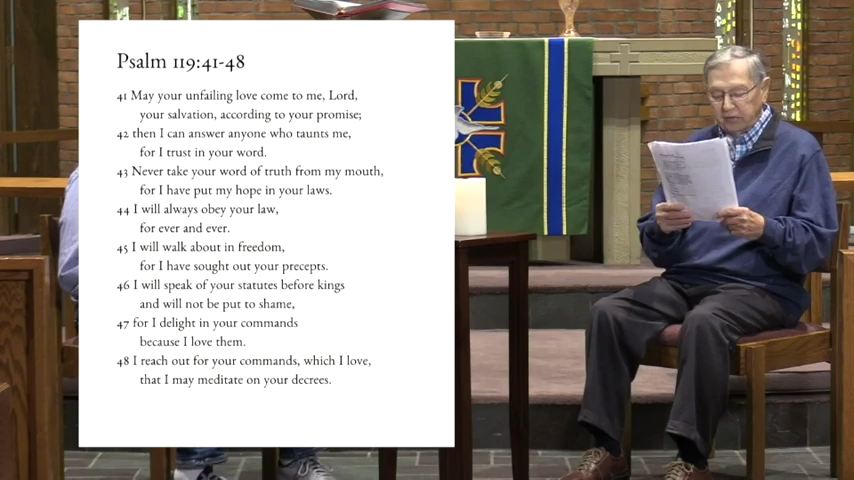 Psalm 119:41-48
41 May your unfailing love come to me, Lord,
your salvation, according to your promise;
42 then I can answer anyone who taunts me,
for I trust in your word.
43 Never take your word of truth from my mouth,
for I have put my hope in your laws.
44 I will always obey your law,
for ever and ever.
45 I will walk about in freedom,
for I have sought out your precepts.
46 I will speak of your statutes before kings
and will not be put to shame,
47 for I delight in your commands
because I love them.
48 I reach out for your commands, which I love,
that I may meditate on your decrees.